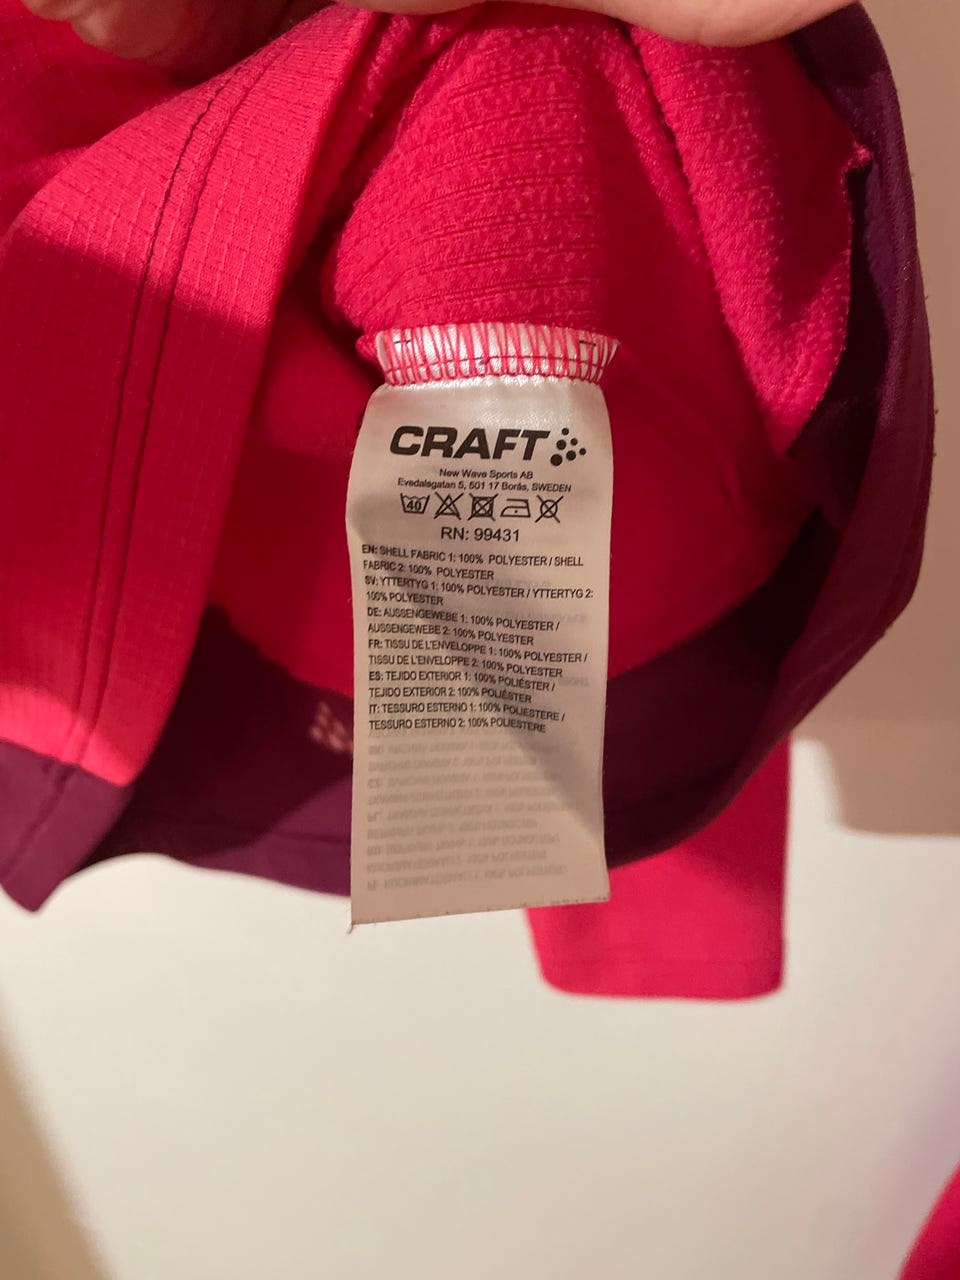 CRAFT
New Wave Sports AB
Evedalsgatan 5, 501 17 Borås, SWEDEN
40
RN: 99431
EN: SHELL FABRIC 1: 100% POLYESTER / SHELL
FABRIC 2: 100% POLYESTER
SV: YTTERTYG 1: 100% POLYESTER / YTTERTYG 2:
100% POLYESTER
DE: AUSSENGEWEBE 1: 100% POLYESTER /
AUSSENGEWEBE 2: 100% POLYESTER
FR: TISSU DE L'ENVELOPPE 1: 100% POLYESTER /
TISSU DE L'ENVELOPPE 2: 100% POLYESTER
ES: TEJIDO EXTERIOR 1: 100% POLIÉSTER /
TEJIDO EXTERIOR 2: 100% POLIÉSTER
IT: TESSURO ESTERNO 1: 100% POLIESTERE /
TESSURO ESTERNO 2: 100% POLIESTERE